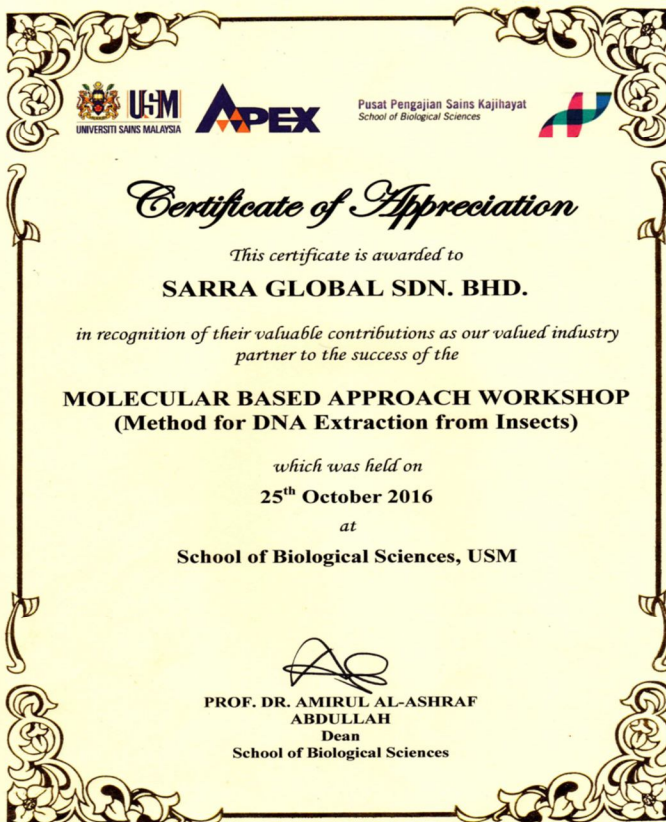 USM
UNIVERSITI SAINS MALAYSIA
APEX
Pusat Pengajian Sains Kajihayat
School of Biological Sciences
Certificate of Appreciation
This certificate is awarded to
SARRA GLOBAL SDN. BHD.
in recognition of their valuable contributions as our valued industry
partner to the success of the
MOLECULAR BASED APPROACH WORKSHOP
(Method for DNA Extraction from Insects)
which was held on
25th October 2016
at
School of Biological Sciences, USM
PROF. DR. AMIRUL AL-ASHRAF
ABDULLAH
Dean
School of Biological Sciences